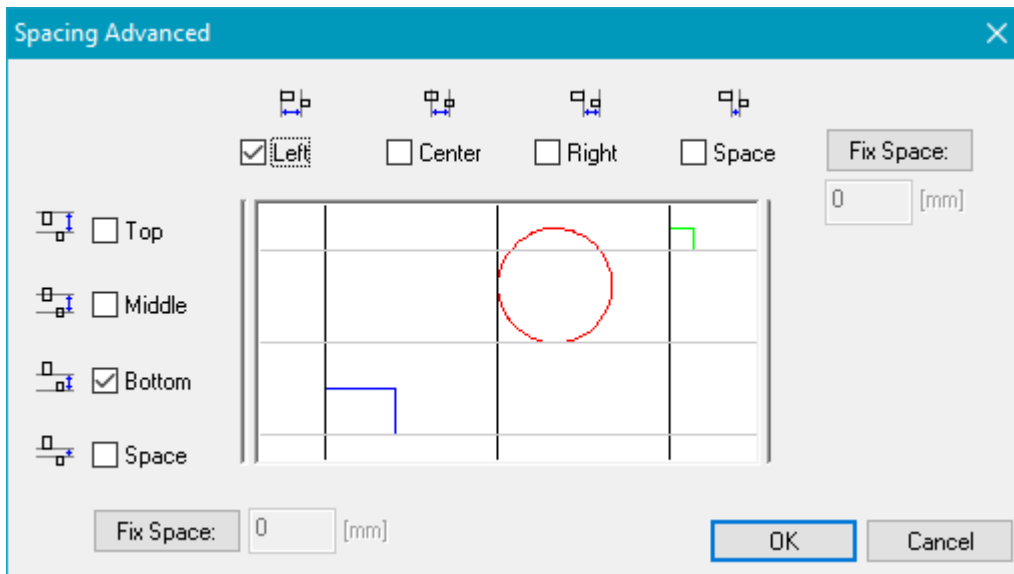 Spacing Advanced
Left
Center
Right
Space
Fix Space:
0 [mm]
Top
Middle
Bottom
Space
Fix Space: 0 [mm]
OK
Cancel